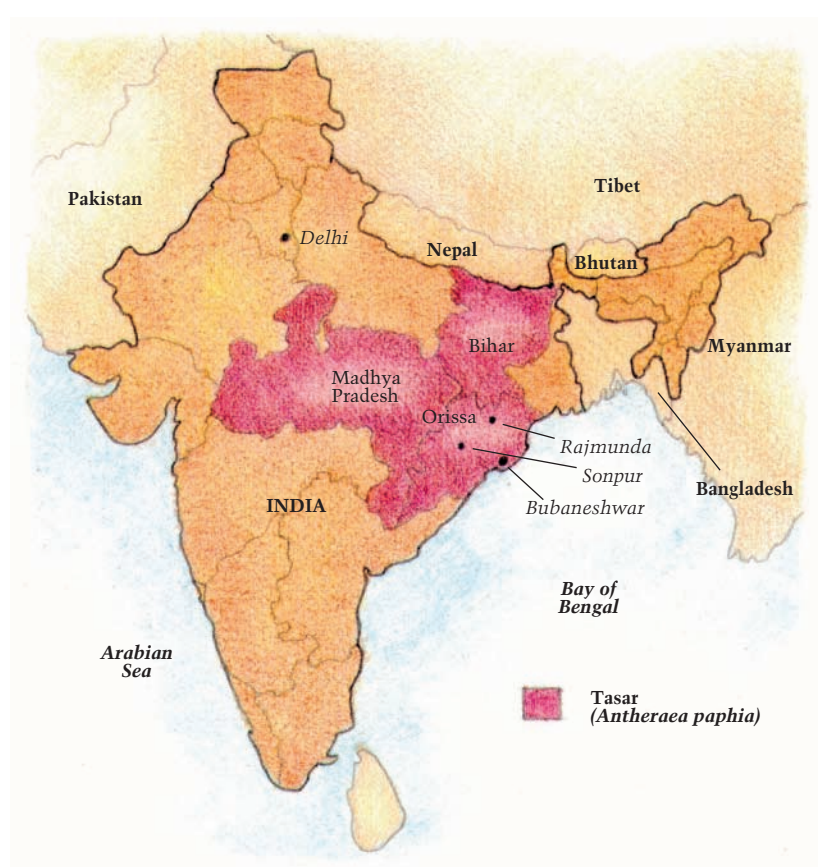 Tibet
Pakistan
Delhi
Nepal
Bhutan
Bihar
Myanmar
Madhya
Pradesh
Orissa
Rajmunda
Sonpur
Bangladesh
INDIA
Bubaneshwar
Bay of
Bengal
Arabian
Sea
Tasar
(Antheraea paphia)